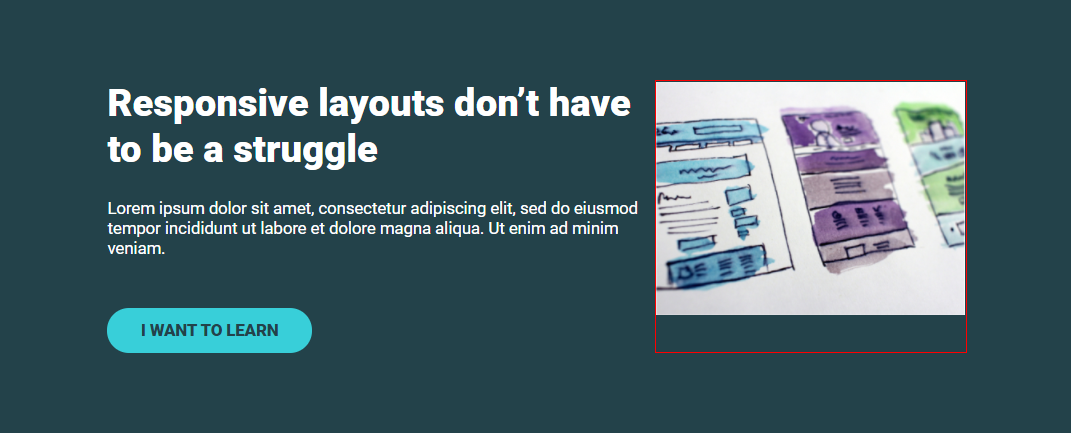 Responsive layouts don’t have
to be a struggle
Lorem ipsum dolor sit amet, consectetur adipiscing elit, sed do eiusmod
tempor incididunt ut labore et dolore magna aliqua. Ut enim ad minim
veniam.
I WANT TO LEARN